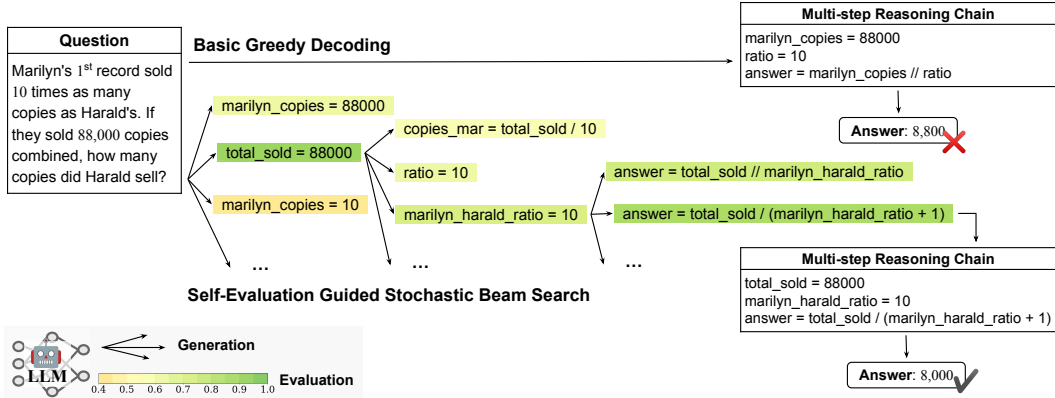 Question
Marilyn's 1st record sold
10 times as many
copies as Harald's. If
they sold 88,000 copies
combined, how many
copies did Harald sell?
Basic Greedy Decoding
Multi-step Reasoning Chain
marilyn_copies = 88000
ratio = 10
answer = marilyn_copies // ratio
Answer: 8,800
marilyn_copies = 88000
total_sold = 88000
marilyn_copies = 10
...
copies_mar = total_sold / 10
ratio = 10
marilyn_harald_ratio = 10
...
answer = total_sold // marilyn_harald_ratio
answer = total_sold / (marilyn_harald_ratio + 1)
...
Self-Evaluation Guided Stochastic Beam Search
Multi-step Reasoning Chain
total_sold = 88000
marilyn_harald_ratio = 10
answer = total_sold / (marilyn_harald_ratio + 1)
Answer: 8,000
LLM
Generation
Evaluation
0.4 0.5 0.6 0.7 0.8 0.9 1.0